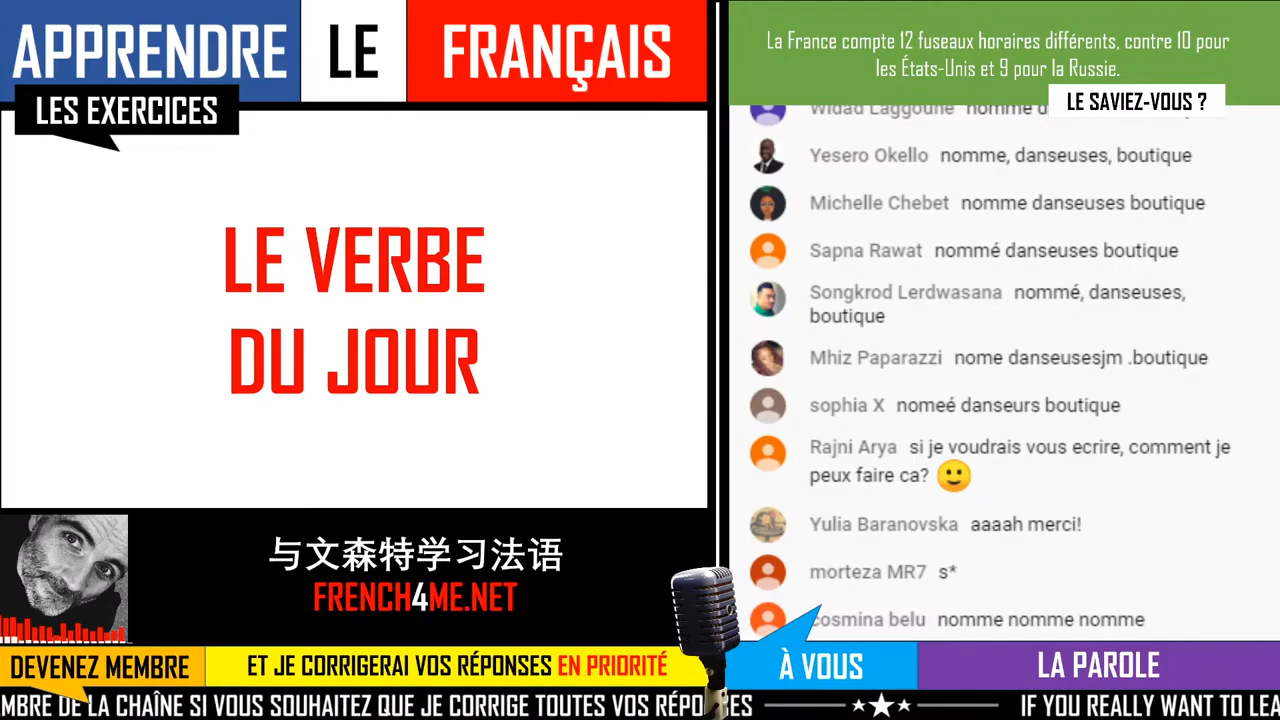 APPRENDRE LE FRANÇAIS
LES EXERCICES
LE VERBE
DU JOUR
与文森特学习法语
FRENCH4ME.NET
La France compte 12 fuseaux horaires différents, contre 10 pour
les États-Unis et 9 pour la Russie.
LE SAVIEZ-VOUS ?
Widad Laggoune nomme
Yesero Okello nomme, danseuses, boutique
Michelle Chebet nomme danseuses boutique
Sapna Rawat nommé danseuses boutique
Songkrod Lerdwasana nommé, danseuses,
boutique
Mhiz Paparazzi nome danseusesjm .boutique
sophia X nomeé danseurs boutique
Rajni Arya si je voudrais vous ecrire, comment je
peux faire ca?
Yulia Baranovska aaaah merci!
morteza MR7 s*
cosmina belu nomme nomme nomme
DEVENEZ MEMBRE
ET JE CORRIGERAI VOS RÉPONSES EN PRIORITÉ
À VOUS
LA PAROLE
MBRE DE LA CHAÎNE SI VOUS SOUHAITEZ QUE JE CORRIGE TOUTES VOS RÉPONSES IF YOU REALLY WANT TO LEA